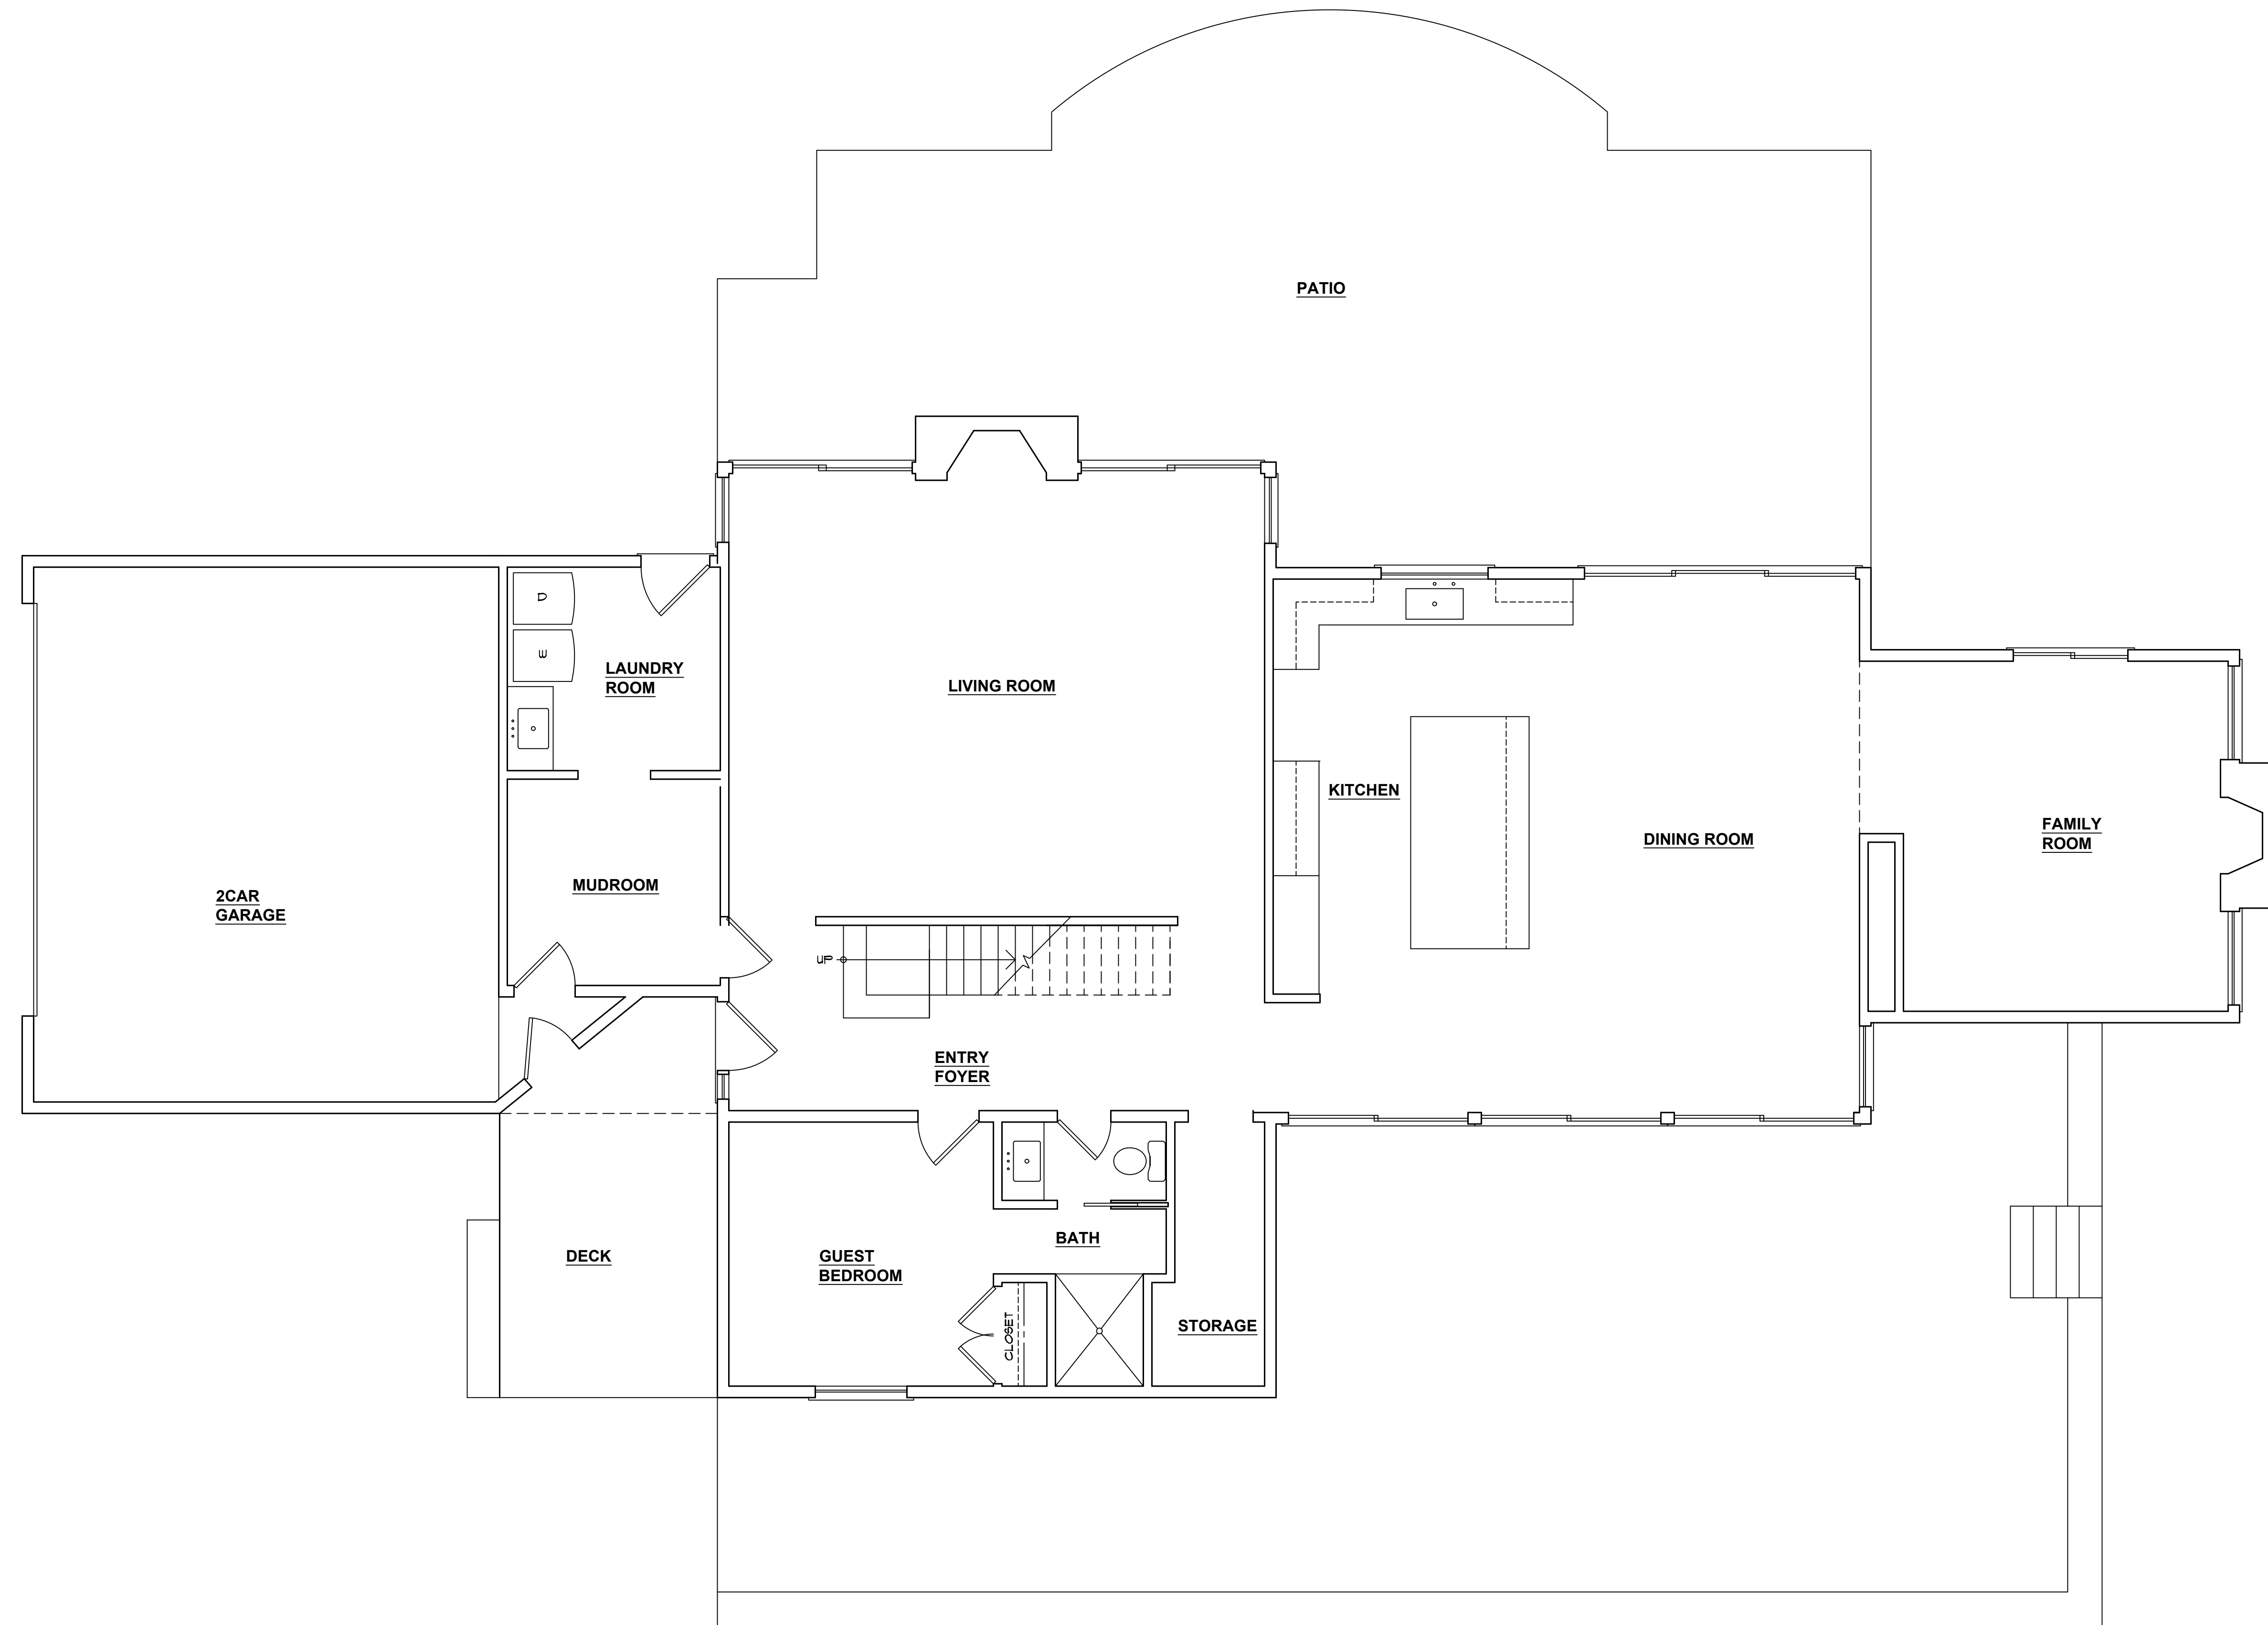 PATIO
D
W
LAUNDRY
ROOM
LIVING ROOM
KITCHEN
DINING ROOM
FAMILY
ROOM
MUDROOM
2CAR
GARAGE
UP
ENTRY
FOYER
BATH
DECK
GUEST
BEDROOM
CLOSET
STORAGE